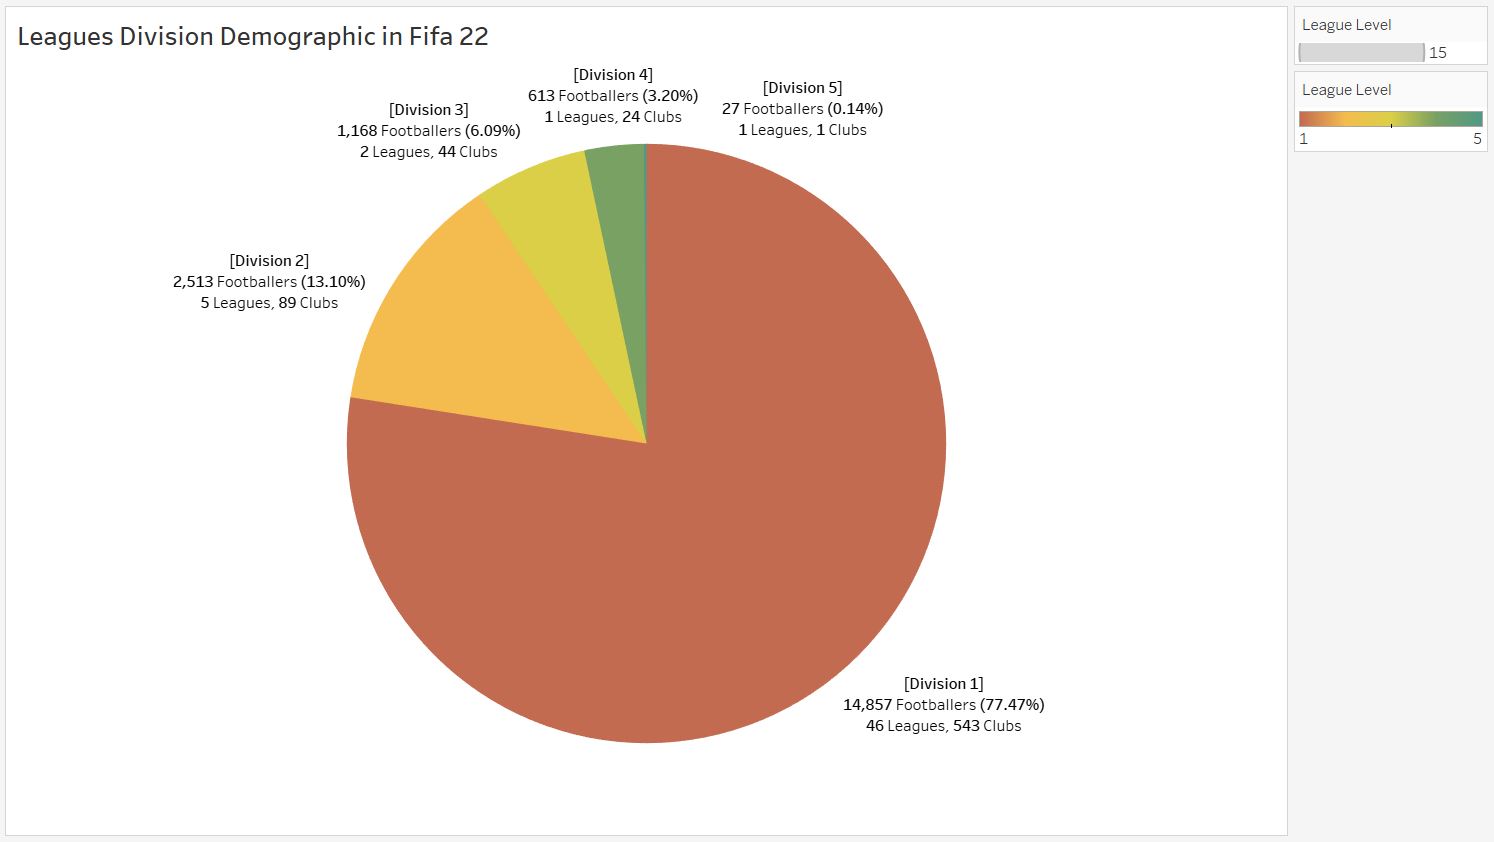 Leagues Division Demographic in Fifa 22
[Division 4]
613 Footballers (3.20%)
1 Leagues, 24 Clubs
[Division 5]
27 Footballers (0.14%)
1 Leagues, 1 Clubs
[Division 3]
1,168 Footballers (6.09%)
2 Leagues, 44 Clubs
[Division 2]
2,513 Footballers (13.10%)
5 Leagues, 89 Clubs
[Division 1]
14,857 Footballers (77.47%)
46 Leagues, 543 Clubs
League Level
15
League Level
1 5